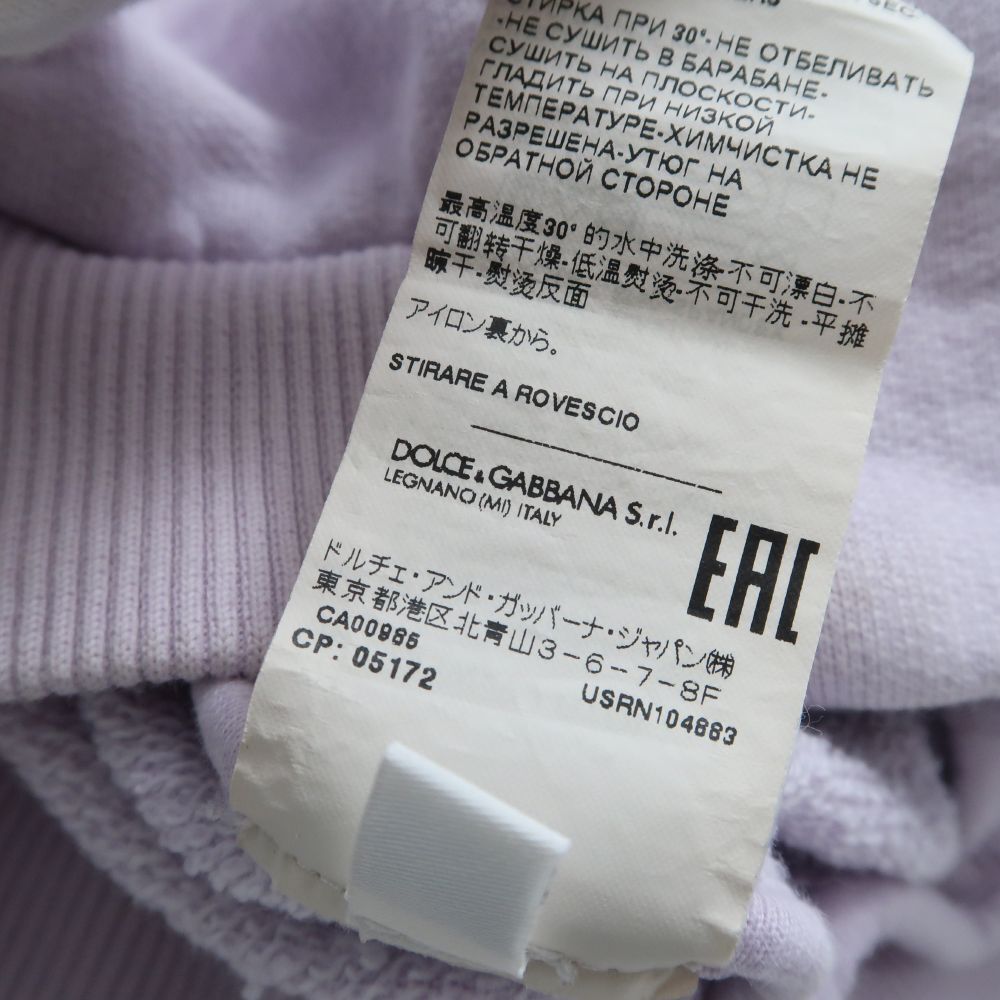 СТИРКА ПРИ 30°-НЕ ОТБЕЛИВАТЬ
-НЕ СУШИТЬ В БАРАБАНЕ-
СУШИТЬ НА ПЛОСКОСТИ-
ГЛАДИТЬ ПРИ НИЗКОЙ
ТЕМПЕРАТУРЕ-ХИМЧИСТКА НЕ
РАЗРЕШЕНА-УТЮГ НА
ОБРАТНОЙ СТОРОНЕ
最高温度30°的水中洗涤-不可漂白-不
可翻转干燥-低温熨烫-不可干洗-平摊
晾干-熨烫反面
アイロン裏から。
STIRARE A ROVESCIO
DOLCE & GABBANA S.r.l.
LEGNANO (MI) ITALY
EAC
ドルチェ・アンド・ガッバーナ・ジャパン㈱
東京都港区北青山3-6-7-8F
CA00985
CP: 05172
USRN104663